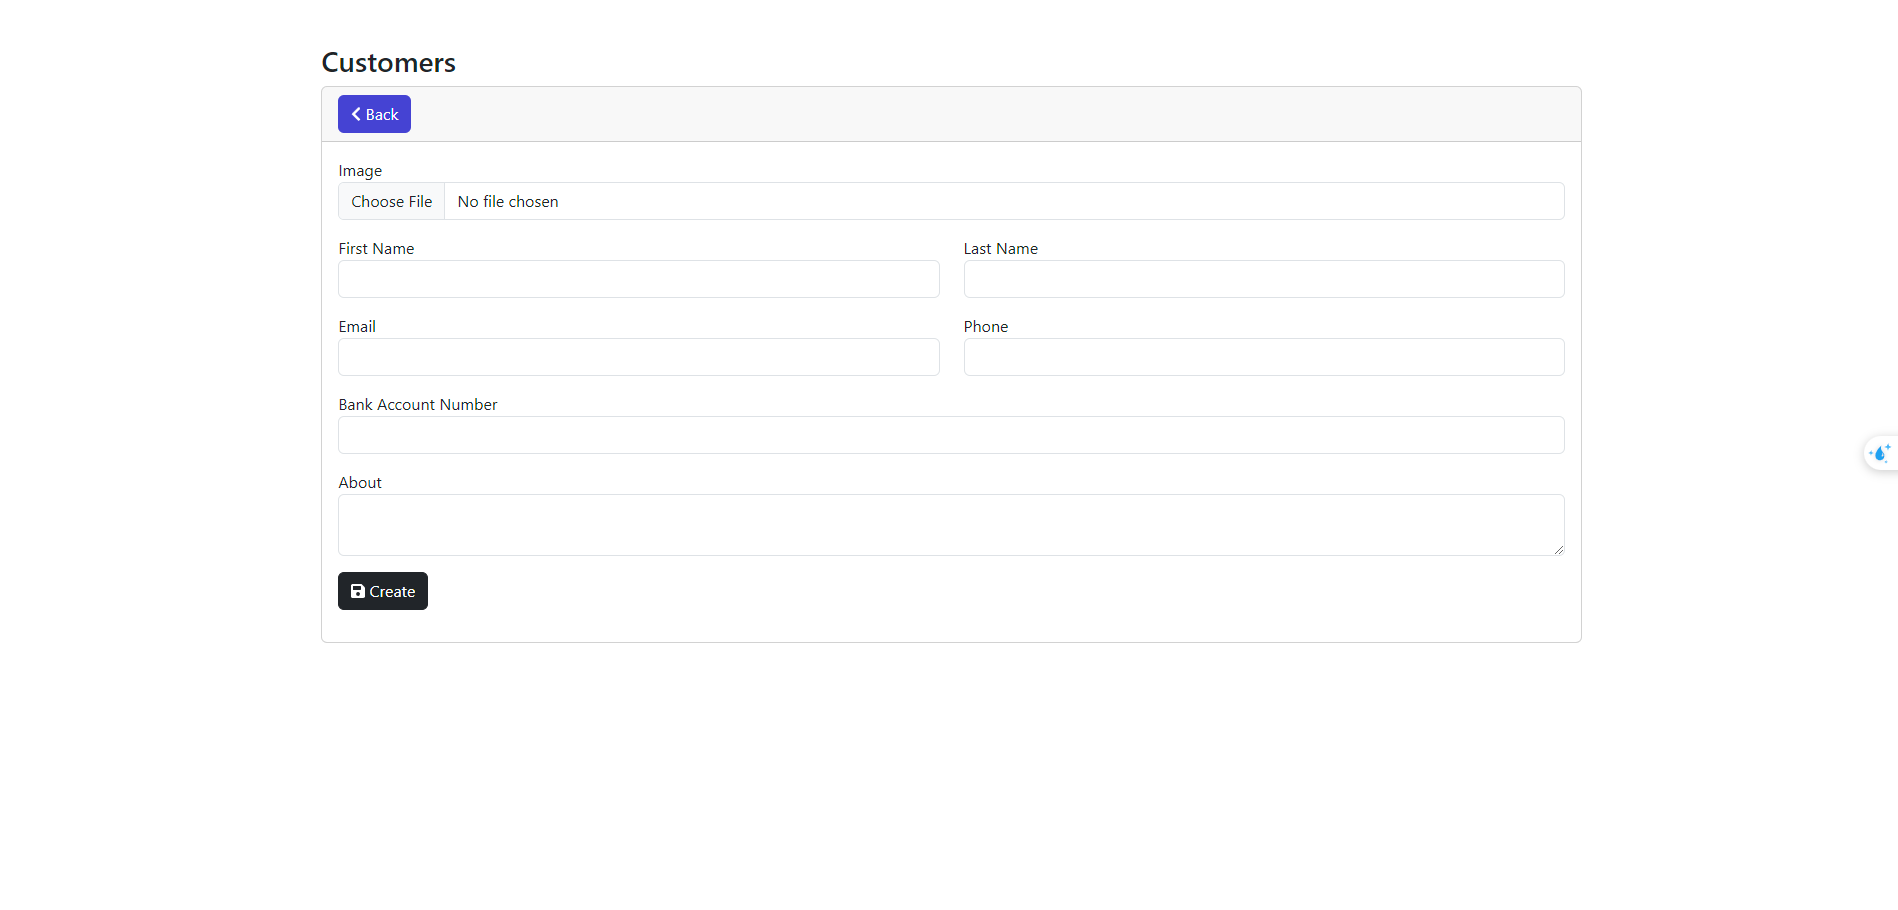 Customers
Back
Image
Choose File No file chosen
First Name Last Name
Email Phone
Bank Account Number
About
Create